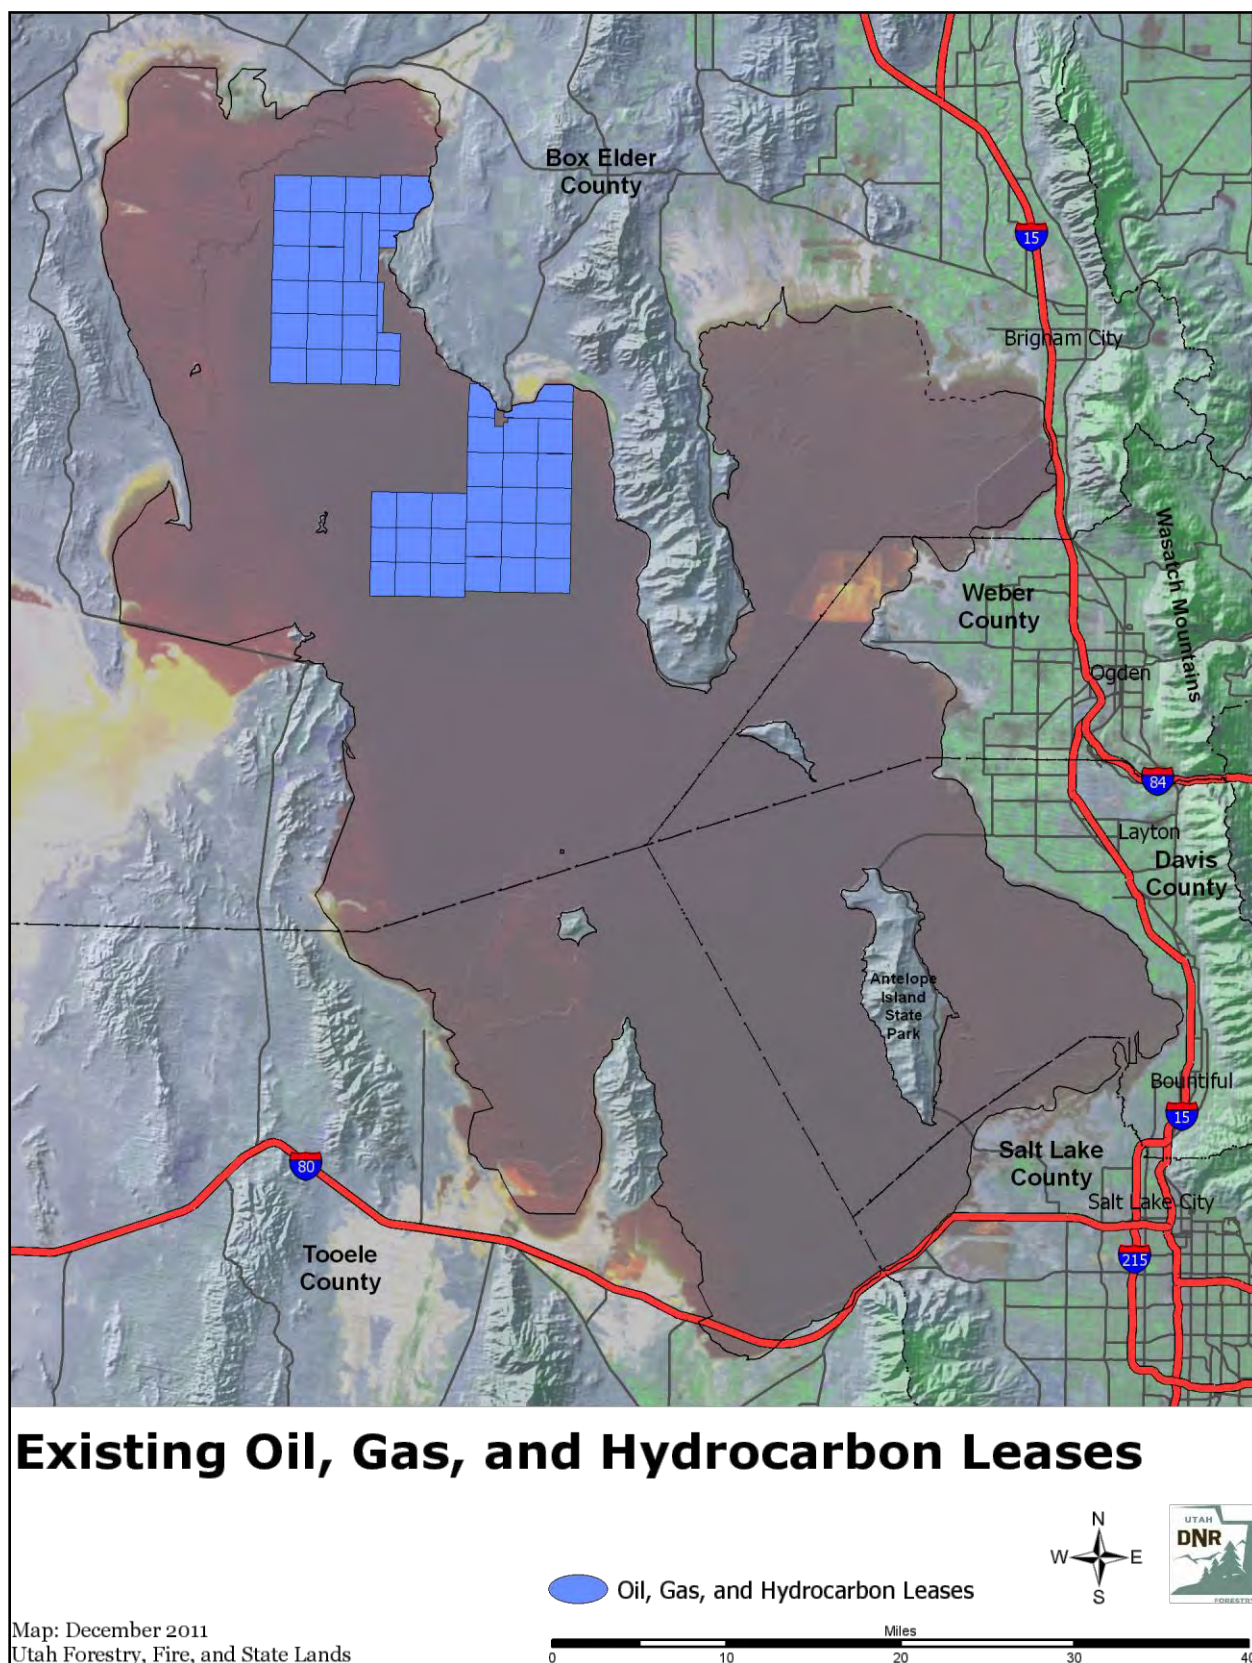 Box Elder
County
15
Brigham City
Wasatch Mountains
Weber
County
Ogden
84
Layton
Davis
County
Antelope
Island
State
Park
Bountiful
15
Salt Lake
County
80
Salt Lake City
Tooele
County
215
Existing Oil, Gas, and Hydrocarbon Leases
N
W E
S
UTAH
DNR
FORESTRY
Oil, Gas, and Hydrocarbon Leases
Map: December 2011
Utah Forestry, Fire, and State Lands
Miles
0 10 20 30 40